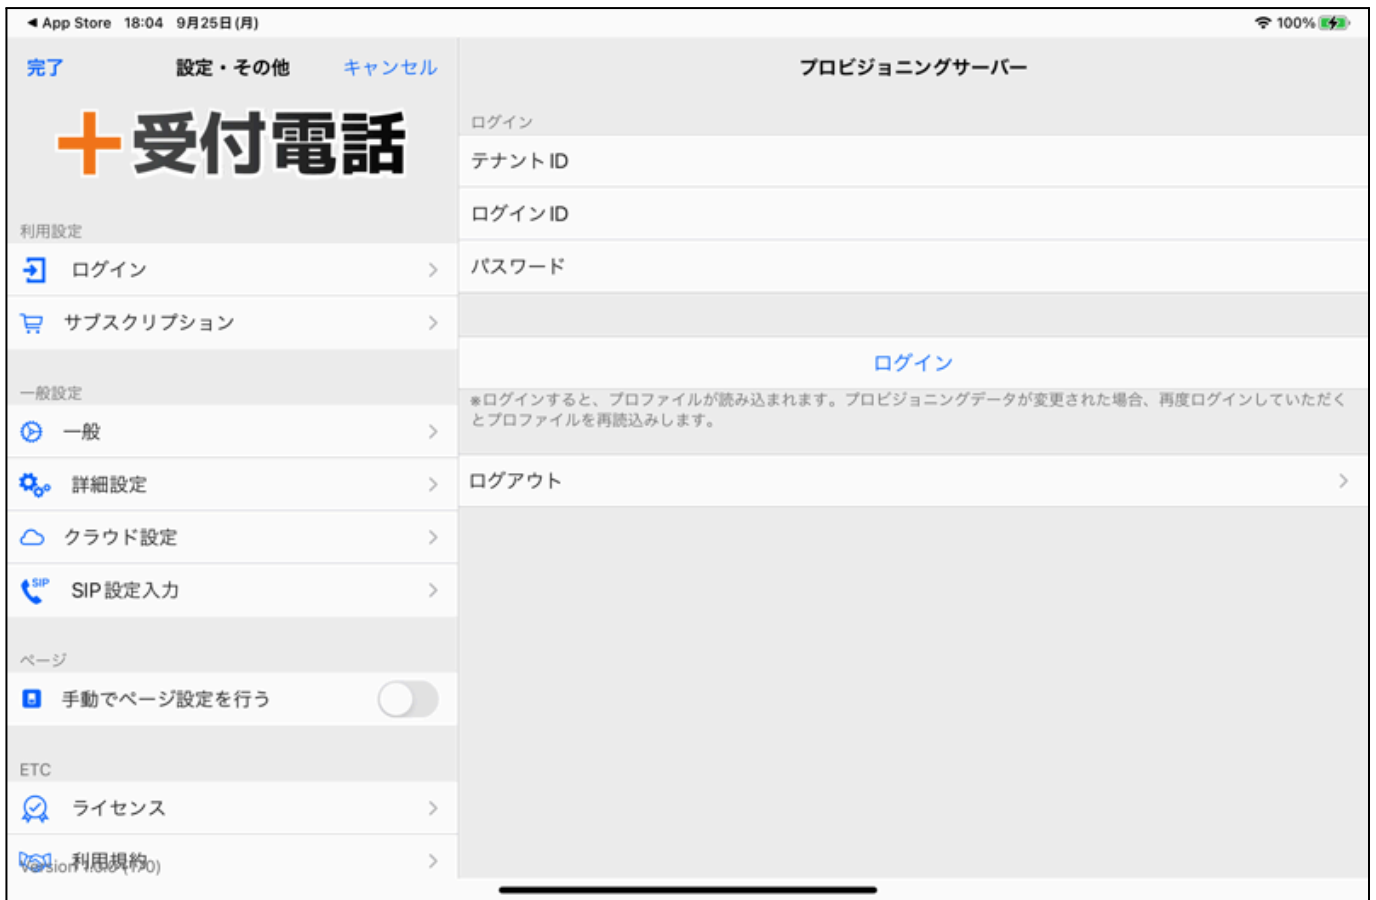 ◀ App Store 18:04 9月25日(月)
100%
完了 設定・その他 キャンセル
+受付電話
利用設定
ログイン
サブスクリプション
一般設定
一般
詳細設定
クラウド設定
SIP
SIP設定入力
ページ
手動でページ設定を行う
ETC
ライセンス
利用規約
Version
プロビジョニングサーバー
ログイン
テナントID
ログインID
パスワード
ログイン
※ログインすると、プロファイルが読み込まれます。プロビジョニングデータが変更された場合、再度ログインしていただく
とプロファイルを再読込みします。
ログアウト